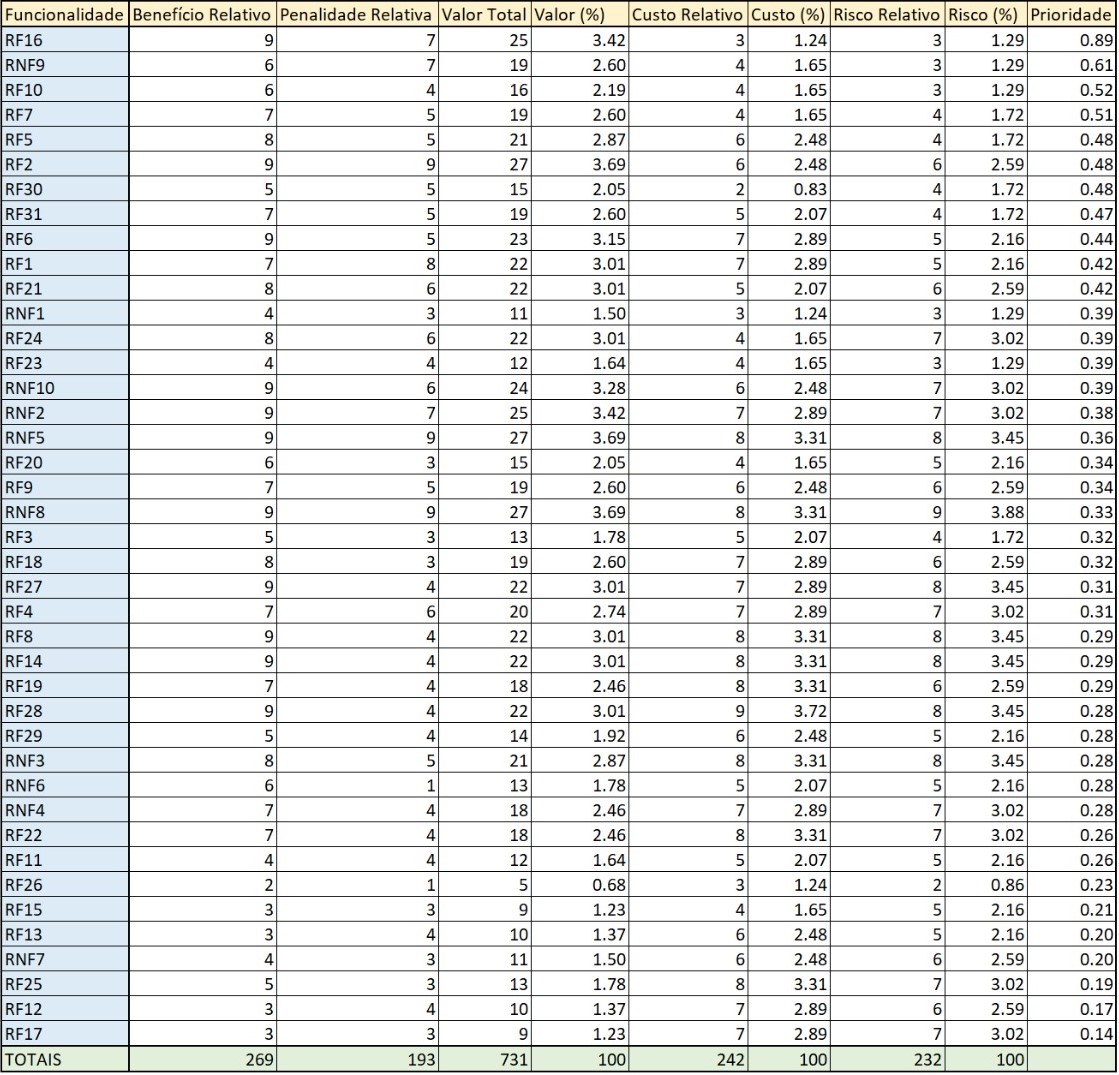 Funcionalidade Benefício Relativo Penalidade Relativa Valor Total Valor (%) Custo Relativo Custo (%) Risco Relativo Risco (%) Prioridade
RF16 9 7 25 3.42 3 1.24 3 1.29 0.89
RNF9 6 7 19 2.60 4 1.65 3 1.29 0.61
RF10 6 4 16 2.19 4 1.65 3 1.29 0.52
RF7 7 5 19 2.60 4 1.65 4 1.72 0.51
RF5 8 5 21 2.87 6 2.48 4 1.72 0.48
RF2 9 9 27 3.69 6 2.48 6 2.59 0.48
RF30 5 5 15 2.05 2 0.83 4 1.72 0.48
RF31 7 5 19 2.60 5 2.07 4 1.72 0.47
RF6 9 5 23 3.15 7 2.89 5 2.16 0.44
RF1 7 8 22 3.01 7 2.89 5 2.16 0.42
RF21 8 6 22 3.01 5 2.07 6 2.59 0.42
RNF1 4 3 11 1.50 3 1.24 3 1.29 0.39
RF24 8 6 22 3.01 4 1.65 7 3.02 0.39
RF23 4 4 12 1.64 4 1.65 3 1.29 0.39
RNF10 9 6 24 3.28 6 2.48 7 3.02 0.39
RNF2 9 7 25 3.42 7 2.89 7 3.02 0.38
RNF5 9 9 27 3.69 8 3.31 8 3.45 0.36
RF20 6 3 15 2.05 4 1.65 5 2.16 0.34
RF9 7 5 19 2.60 6 2.48 6 2.59 0.34
RNF8 9 9 27 3.69 8 3.31 9 3.88 0.33
RF3 5 3 13 1.78 5 2.07 4 1.72 0.32
RF18 8 3 19 2.60 7 2.89 6 2.59 0.32
RF27 9 4 22 3.01 7 2.89 8 3.45 0.31
RF4 7 6 20 2.74 7 2.89 7 3.02 0.31
RF8 9 4 22 3.01 8 3.31 8 3.45 0.29
RF14 9 4 22 3.01 8 3.31 8 3.45 0.29
RF19 7 4 18 2.46 8 3.31 6 2.59 0.29
RF28 9 4 22 3.01 9 3.72 8 3.45 0.28
RF29 5 4 14 1.92 6 2.48 5 2.16 0.28
RNF3 8 5 21 2.87 8 3.31 8 3.45 0.28
RNF6 6 1 13 1.78 5 2.07 5 2.16 0.28
RNF4 7 4 18 2.46 7 2.89 7 3.02 0.28
RF22 7 4 18 2.46 8 3.31 7 3.02 0.26
RF11 4 4 12 1.64 5 2.07 5 2.16 0.26
RF26 2 1 5 0.68 3 1.24 2 0.86 0.23
RF15 3 3 9 1.23 4 1.65 5 2.16 0.21
RF13 3 4 10 1.37 6 2.48 5 2.16 0.20
RNF7 4 3 11 1.50 6 2.48 6 2.59 0.20
RF25 5 3 13 1.78 8 3.31 7 3.02 0.19
RF12 3 4 10 1.37 7 2.89 6 2.59 0.17
RF17 3 3 9 1.23 7 2.89 7 3.02 0.14
TOTAIS 269 193 731 100 242 100 232 100